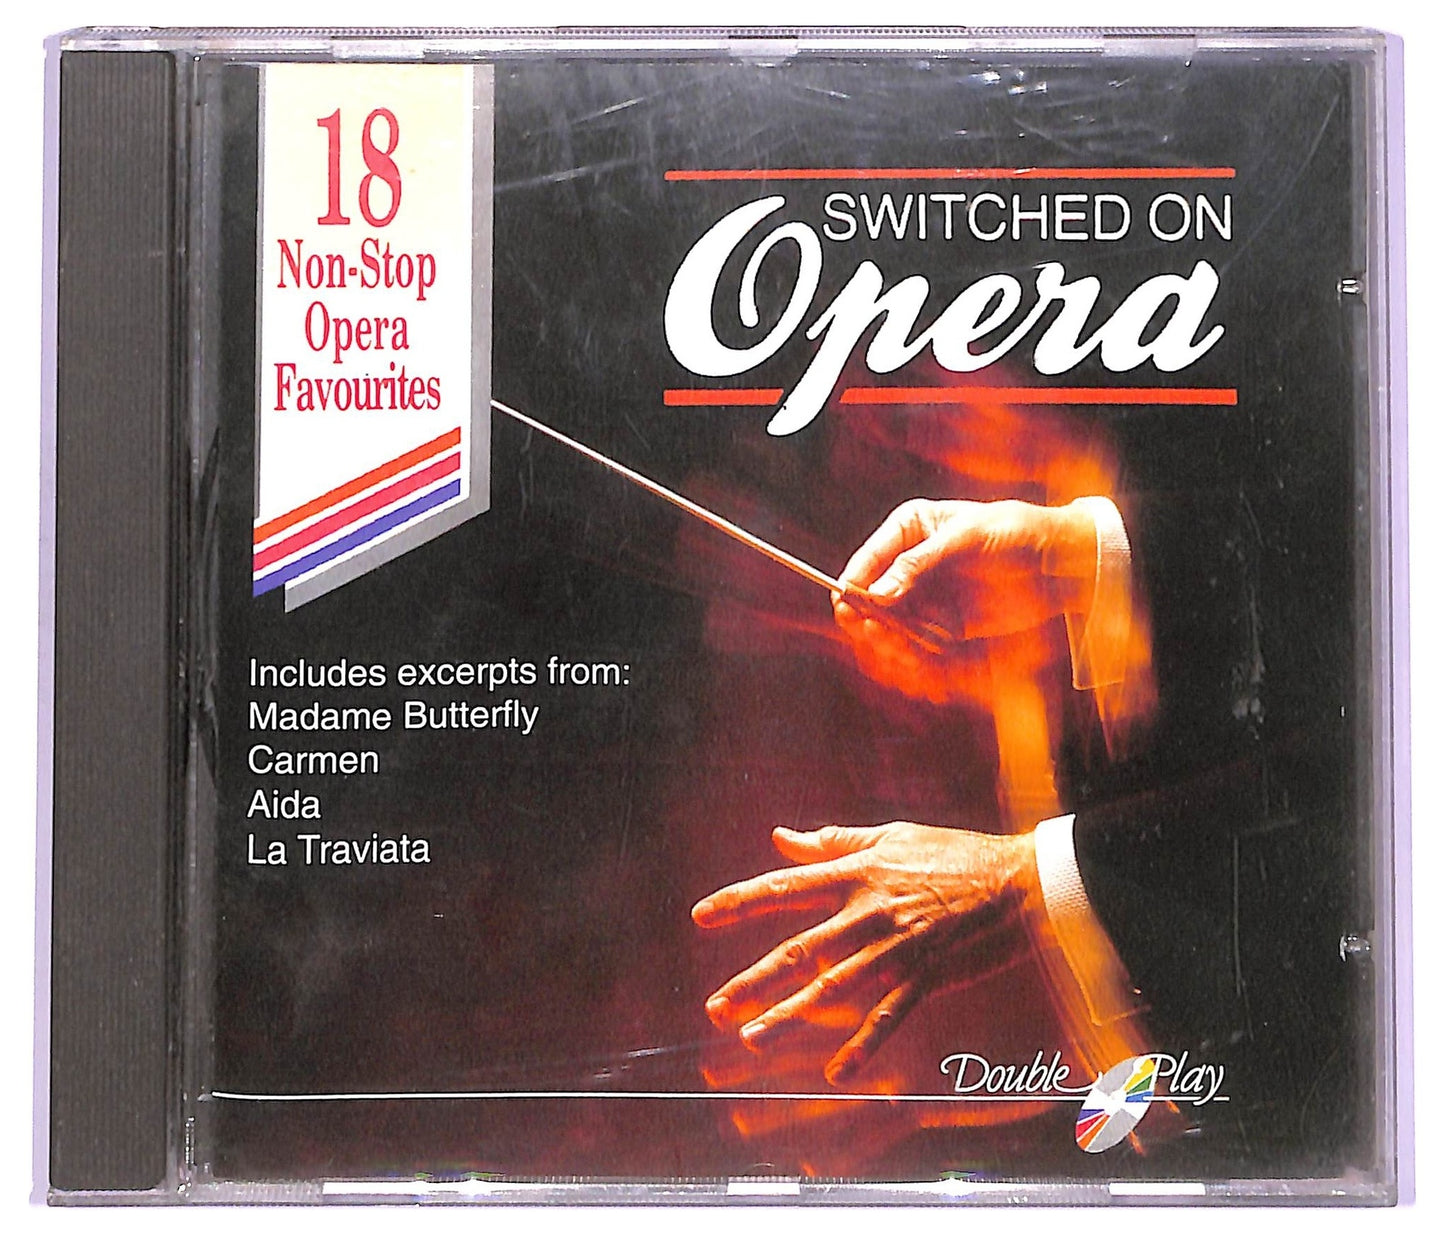 18
Non-Stop
Opera
Favourites
SWITCHED ON
Opera
Includes excerpts from:
Madame Butterfly
Carmen
Aida
La Traviata
Double Play